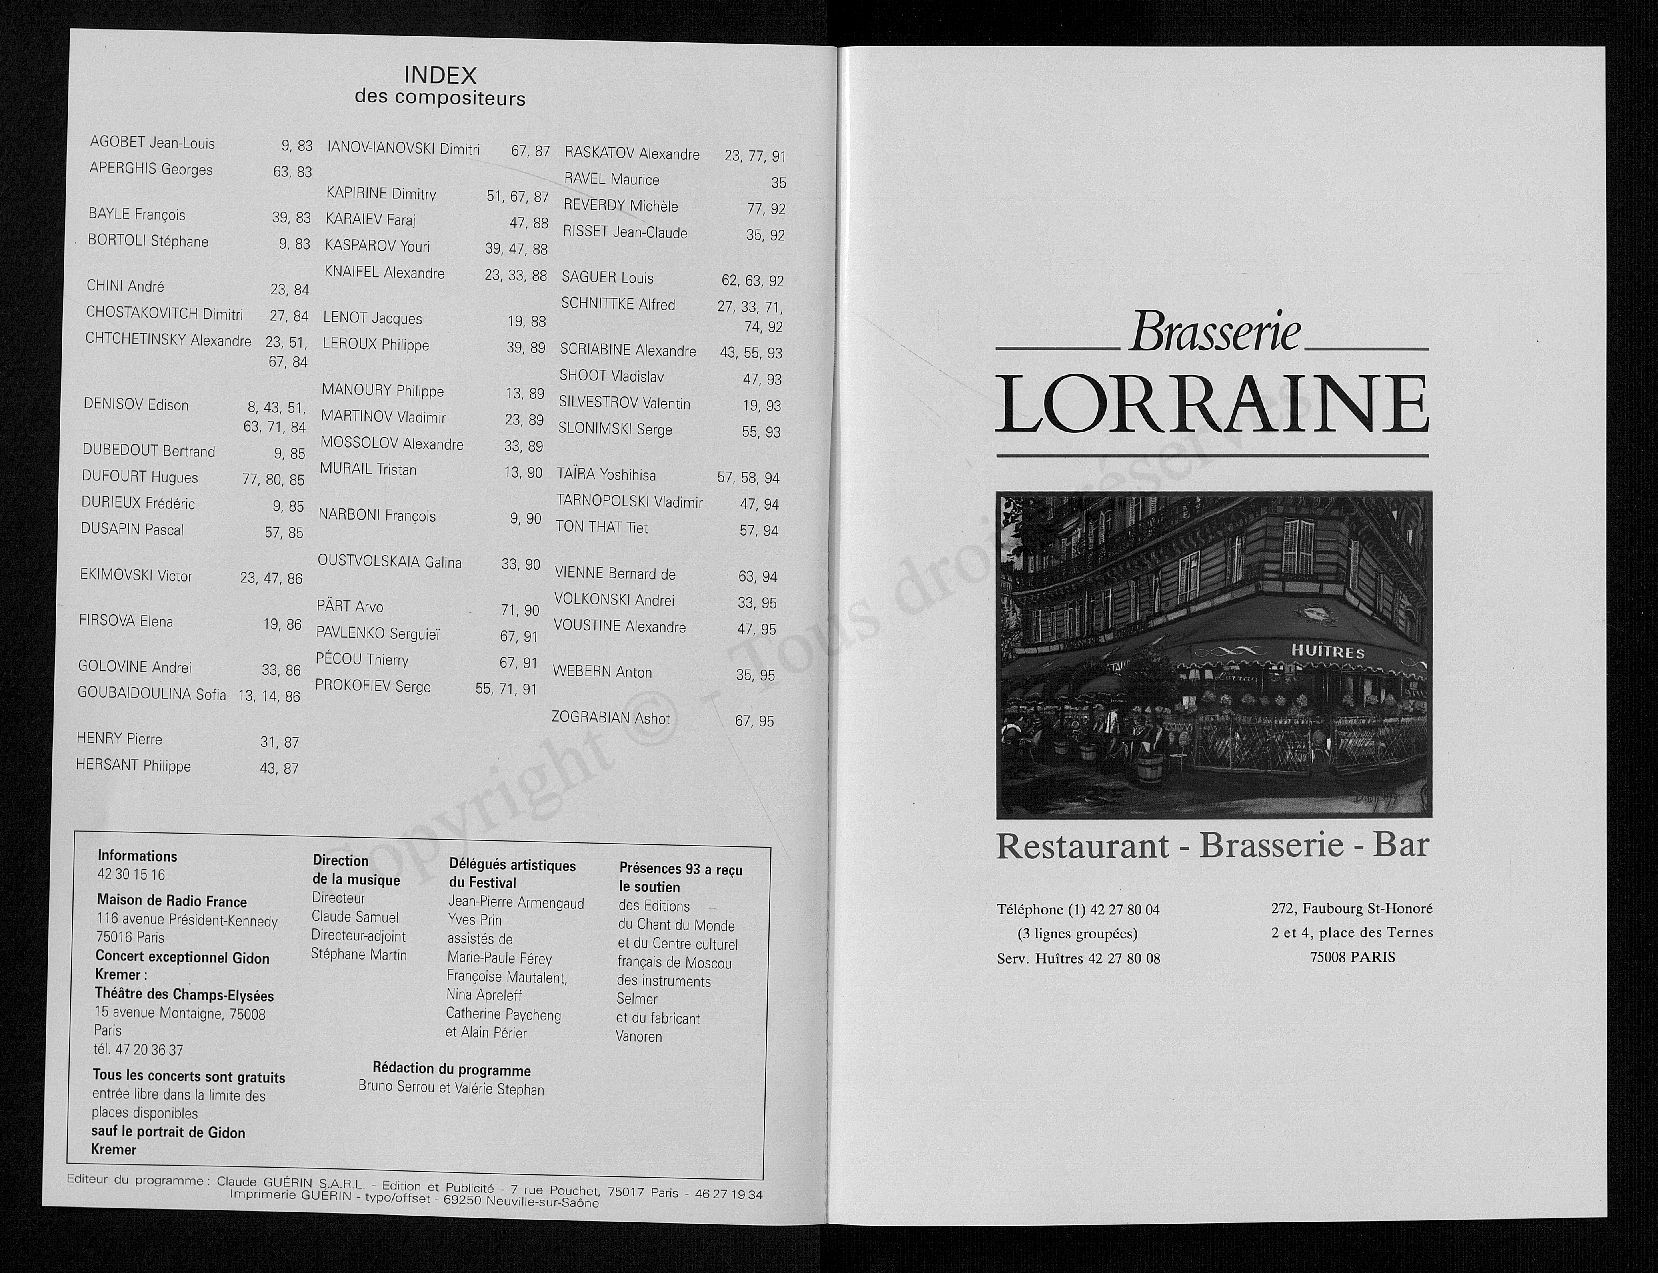 INDEX
des compositeurs
AGOBET Jean-Louis 9, 83
APERGHIS Georges 63, 83
BAYLE François 39, 83
BORTOLI Stéphane 9, 83
CHINI André 23, 84
CHOSTAKOVITCH Dimitri 27, 84
CHTCHETINSKY Alexandre 23, 51,
67, 84
DENISOV Edison 8, 43, 51,
63, 71, 84
DUBEDOUT Bertrand 9, 85
DUFOURT Hugues 77, 80, 85
DURIEUX Frédéric 9, 85
DUSAPIN Pascal 57, 85
EKIMOVSKI Victor 23, 47, 86
FIRSOVA Elena 19, 86
GOLOVINE Andrei 33, 86
GOUBAIDOULINA Sofia 13, 14, 86
HENRY Pierre 31, 87
HERSANT Philippe 43, 87
IANOV-IANOVSKI Dimitri 67, 87
KAPIRINE Dimitry 51, 67, 87
KARAIEV Faraj 47, 88
KASPAROV Youri 39, 47, 88
KNAIFEL Alexandre 23, 33, 88
LENOT Jacques 19, 88
LEROUX Philippe 39, 89
MANOURY Philippe 13, 89
MARTINOV Vladimir 23, 89
MOSSOLOV Alexandre 33, 89
MURAIL Tristan 13, 90
NARBONI François 9, 90
OUSTVOLSKAIA Galina 33, 90
PÄRT Arvo 71, 90
PAVLENKO Serguieï 67, 91
PÉCOU Thierry 67, 91
PROKOFIEV Serge 55, 71, 91
RASKATOV Alexandre 23, 77, 91
RAVEL Maurice 35
REVERDY Michèle 77, 92
RISSET Jean-Claude 35, 92
SAGUER Louis 62, 63, 92
SCHNITTKE Alfred 27, 33, 71,
74, 92
SCRIABINE Alexandre 43, 55, 93
SHOOT Vladislav 47, 93
SILVESTROV Valentin 19, 93
SLONIMSKI Serge 55, 93
TAÏRA Yoshihisa 57, 58, 94
TARNOPOLSKI Vladimir 47, 94
TON THAT Tiet 57, 94
VIENNE Bernard de 63, 94
VOLKONSKI Andrei 33, 95
VOUSTINE Alexandre 47, 95
WEBERN Anton 35, 95
ZOGRABIAN Ashot 67, 95
Informations
42 30 15 16
Maison de Radio France
116 avenue Président-Kennedy
75016 Paris
Concert exceptionnel Gidon
Kremer :
Théâtre des Champs-Elysées
15 avenue Montaigne, 75008
Paris
tél. 47 20 36 37
Tous les concerts sont gratuits
entrée libre dans la limite des
places disponibles
sauf le portrait de Gidon
Kremer
Direction
de la musique
Directeur
Claude Samuel
Directeur-adjoint
Stéphane Martin
Délégués artistiques
du Festival
Jean-Pierre Armengaud
Yves Prin
assistés de
Marie-Paule Férey
Françoise Mautalent,
Nina Apreleff
Catherine Paycheng
et Alain Périer
Présences 93 a reçu
le soutien
des Editions
du Chant du Monde
et du Centre culturel
français de Moscou
des instruments
Selmer
et du fabricant
Vanoren
Rédaction du programme
Bruno Serrou et Valérie Stephan
Editeur du programme : Claude GUÉRIN S.A.R.L. - Edition et Publicité - 7 rue Pouchet, 75017 Paris - 46 27 19 34
Imprimerie GUERIN - typo/offset - 69250 Neuville-sur-Saône
Brasserie
LORRAINE
HUITRES
Restaurant - Brasserie - Bar
Téléphone (1) 42 27 80 04
(3 lignes groupées)
Serv. Huîtres 42 27 80 08
272, Faubourg St-Honoré
2 et 4, place des Ternes
75008 PARIS
Copyright © - Tous droits réservés